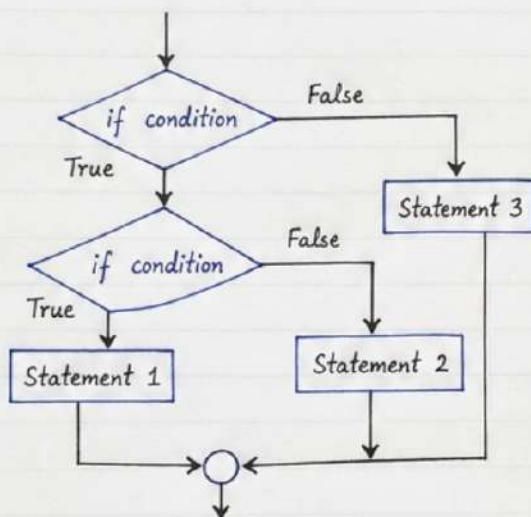 False
if condition
True
Statement 3
False
if condition
True
Statement 1
Statement 2